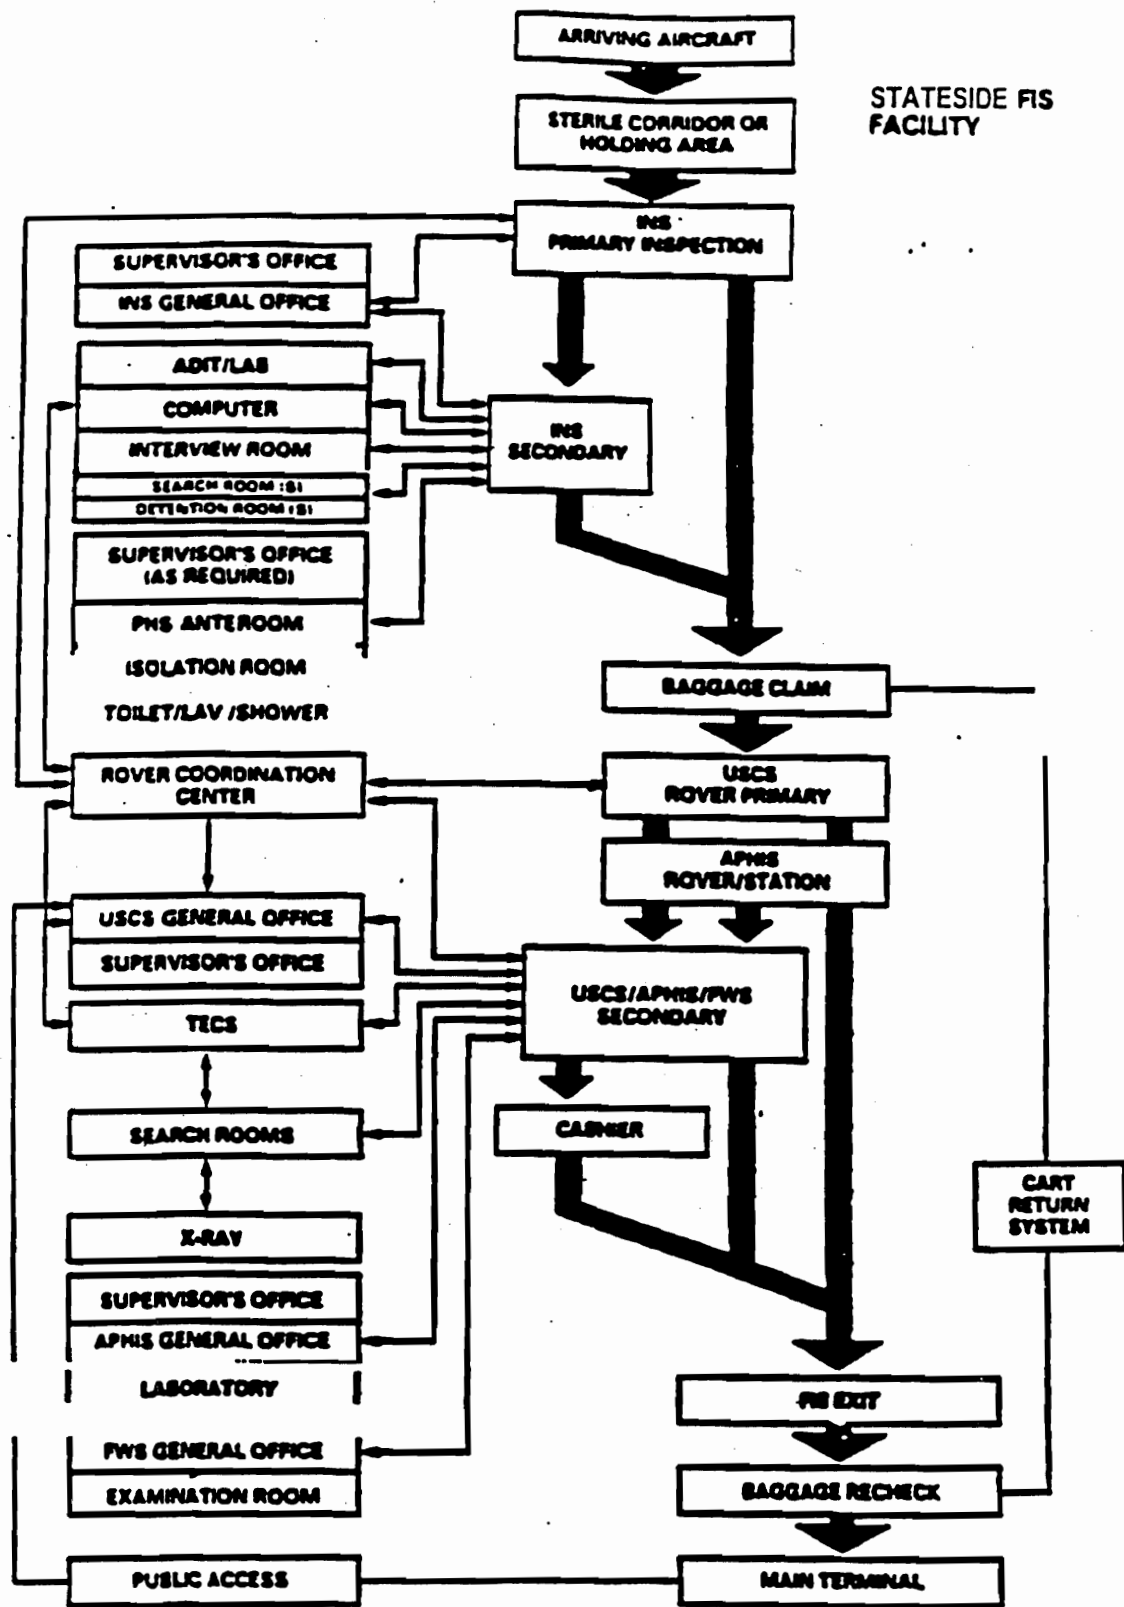 ARRIVING AIRCRAFT
STATESIDE FIS
FACILITY
STERILE CORRIDOR OR
HOLDING AREA
INS
PRIMARY INSPECTION
SUPERVISOR'S OFFICE
INS GENERAL OFFICE
ADIT/LAB
COMPUTER
INTERVIEW ROOM
SEARCH ROOM (S)
DETENTION ROOM (S)
INS
SECONDARY
SUPERVISOR'S OFFICE
(AS REQUIRED)
PHS ANTEROOM
ISOLATION ROOM
TOILET/LAV/SHOWER
BAGGAGE CLAIM
ROVER COORDINATION
CENTER
USCS
ROVER PRIMARY
APHIS
ROVER/STATION
USCS GENERAL OFFICE
SUPERVISOR'S OFFICE
TECS
USCS/APHIS/FWS
SECONDARY
SEARCH ROOMS
CASHIER
CART
RETURN
SYSTEM
X-RAY
SUPERVISOR'S OFFICE
APHIS GENERAL OFFICE
LABORATORY
FIS EXIT
FWS GENERAL OFFICE
EXAMINATION ROOM
BAGGAGE RECHECK
PUBLIC ACCESS
MAIN TERMINAL